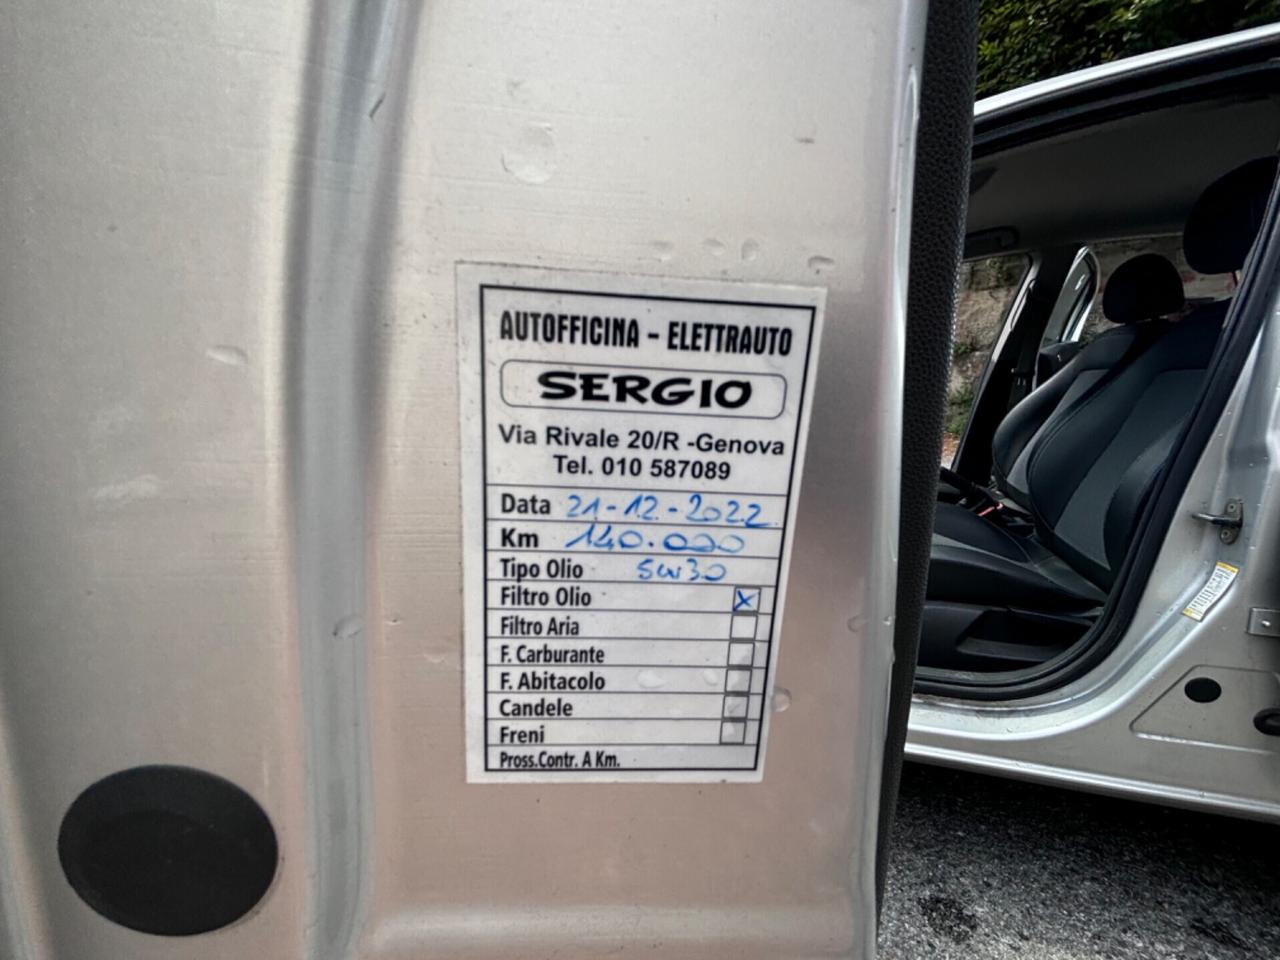 AUTOFFICINA - ELETTRAUTO
SERGIO
Via Rivale 20/R -Genova
Tel. 010 587089
Data 21-12-2022
Km 140.000
Tipo Olio 5w30
Filtro Olio X
Filtro Aria
F. Carburante
F. Abitacolo
Candele
Freni
Pross.Contr. A Km.